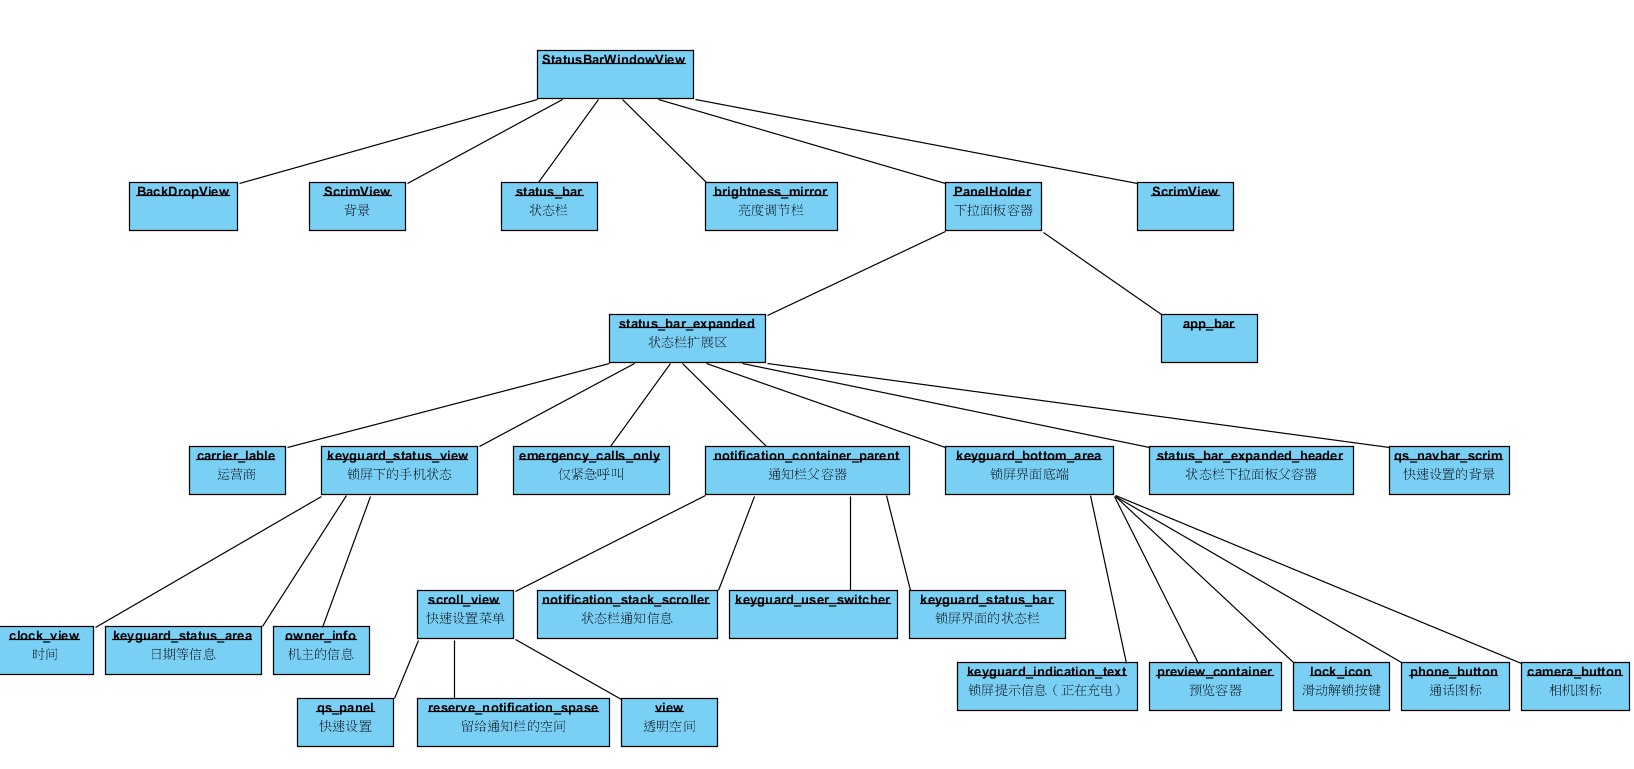 StatusBarWindowView
BackDropView
ScrimView
背景
status_bar
状态栏
brightness_mirror
亮度调节栏
PanelHolder
下拉面板容器
ScrimView
status_bar_expanded
状态栏扩展区
app_bar
carrier_lable
运营商
keyguard_status_view
锁屏下的手机状态
emergency_calls_only
仅紧急呼叫
notification_container_parent
通知栏父容器
keyguard_bottom_area
锁屏界面底端
status_bar_expanded_header
状态栏下拉面板父容器
qs_navbar_scrim
快速设置的背景
scroll_view
快速设置菜单
notification_stack_scroller
状态栏通知信息
keyguard_user_switcher
keyguard_status_bar
锁屏界面的状态栏
clock_view
时间
keyguard_status_area
日期等信息
owner_info
机主的信息
keyguard_indication_text
锁屏提示信息（正在充电）
preview_container
预览容器
lock_icon
滑动解锁按键
phone_button
通话图标
camera_button
相机图标
qs_panel
快速设置
reserve_notification_spase
留给通知栏的空间
view
透明空间